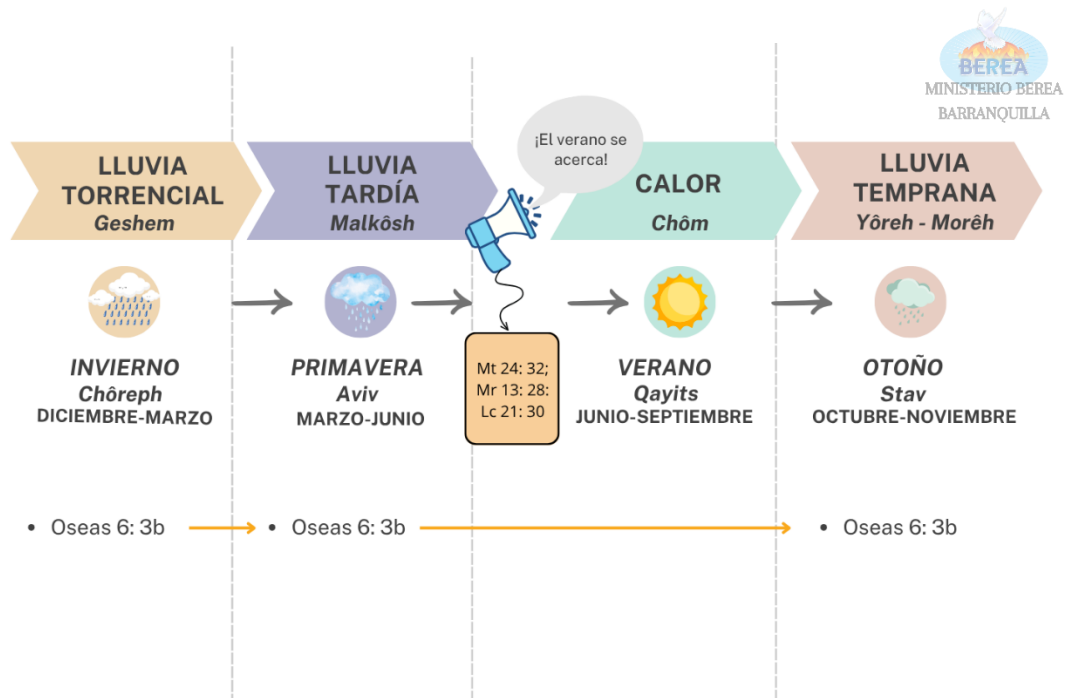 BEREA
MINISTERIO BEREA
BARRANQUILLA
LLUVIA
TORRENCIAL
Geshem
LLUVIA
TARDÍA
Malkôsh
¡El verano se
acerca!
CALOR
Chôm
LLUVIA
TEMPRANA
Yôreh - Morêh
INVIERNO
Chôreph
DICIEMBRE-MARZO
PRIMAVERA
Aviv
MARZO-JUNIO
Mt 24: 32;
Mr 13: 28:
Lc 21: 30
VERANO
Qayits
JUNIO-SEPTIEMBRE
OTOÑO
Stav
OCTUBRE-NOVIEMBRE
• Oseas 6: 3b
• Oseas 6: 3b
• Oseas 6: 3b